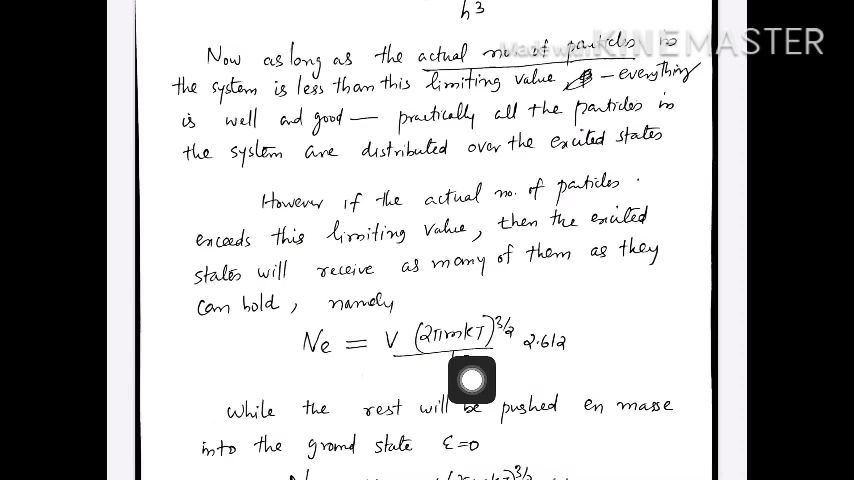 h3
Made with KINEMASTER
Now as long as the actual no. of particles in
the system is less than this limiting value – everything
is well and good — practically all the particles in
the system are distributed over the excited states
However if the actual no. of particles.
exceeds this limiting value, then the excited
states will receive as many of them as they
can hold, namely
Ne = V (2πmkT)^3/2 2.612
while the rest will be pushed en masse
into the ground state ε=0